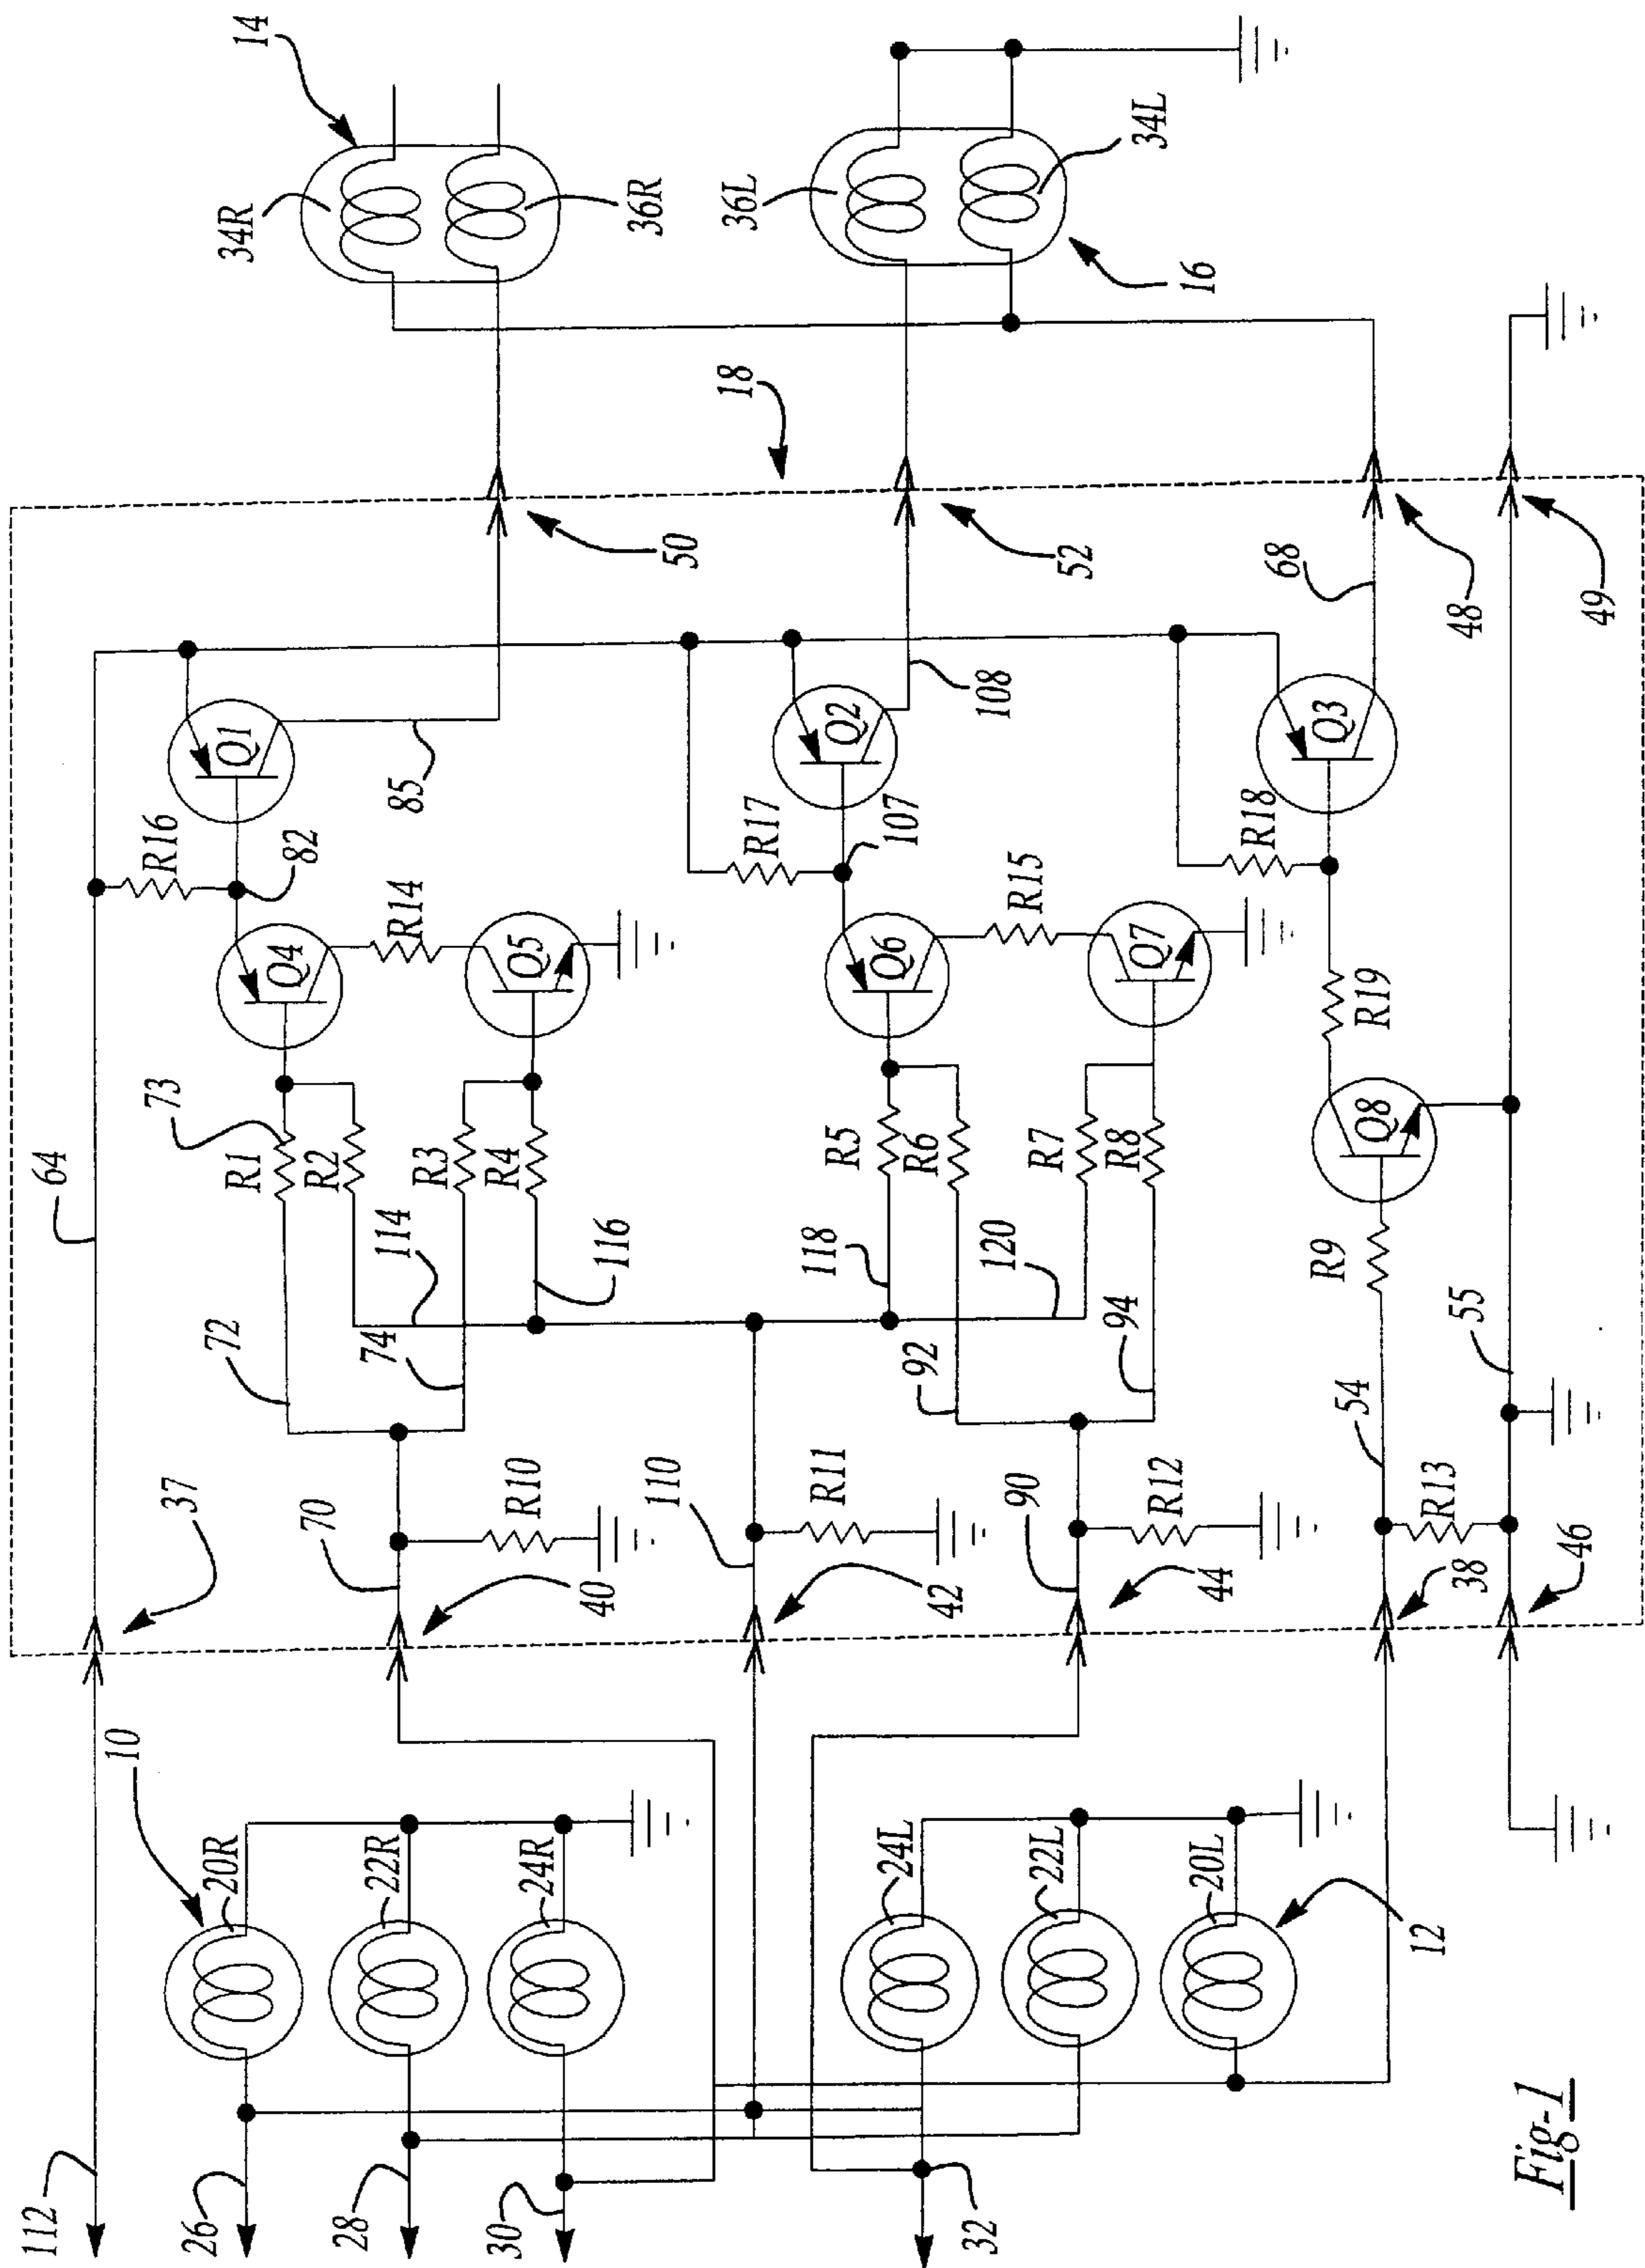 112
26
28
30
32
10
20R
22R
24R
24L
22L
20L
12
37
70
40
110
42
90
44
38
46
64
72
74
114
116
118
120
92
94
54
55
73
R1
R2
R3
R4
R5
R6
R7
R8
R9
R10
R11
R12
R13
R14
R15
R16
R17
R18
R19
Q1
Q2
Q3
Q4
Q5
Q6
Q7
Q8
82
85
107
108
68
50
52
48
49
18
14
34R
36R
36L
34L
16
Fig-1